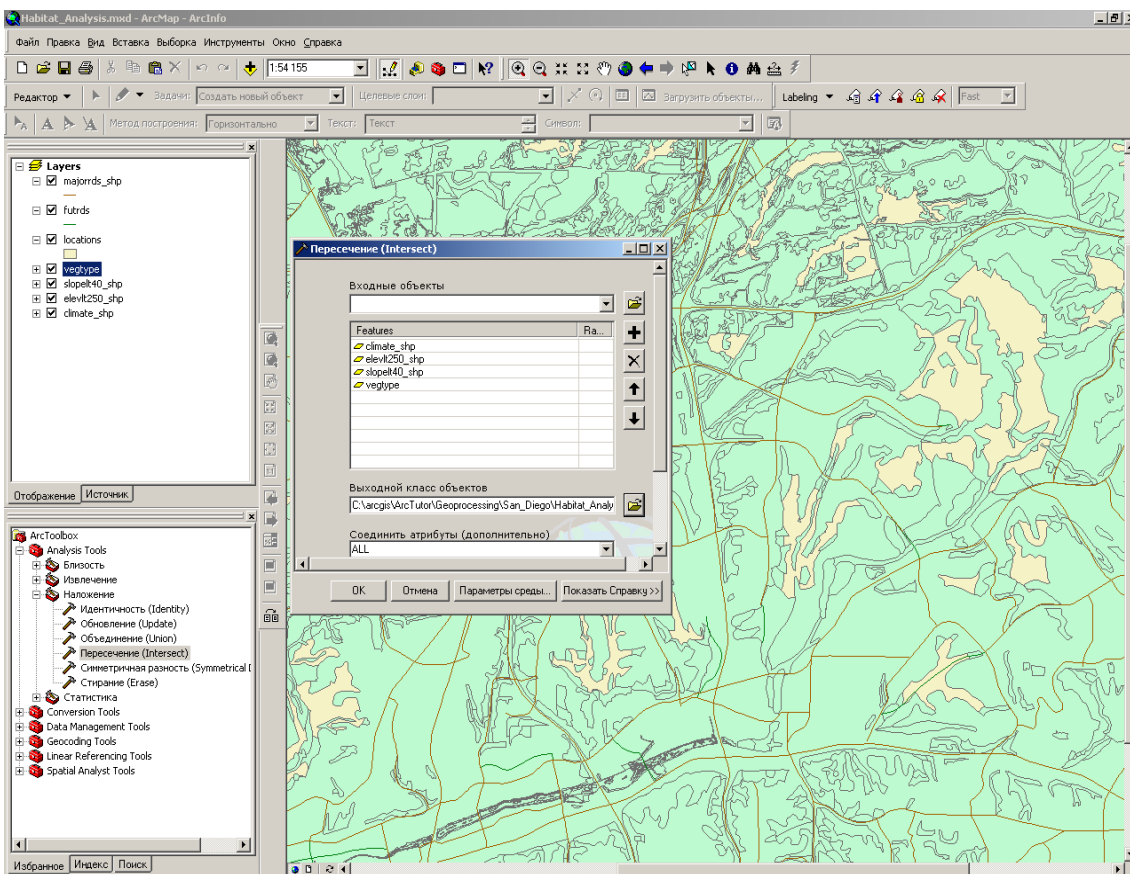 Habitat_Analysis.mxd - ArcMap - ArcInfo
Файл Правка Вид Вставка Выборка Инструменты Окно Справка
1:54 155
Редактор Задачи: Создать новый объект Целевые слои: Загрузить объекты... Labeling Fast
Метод построения: Горизонтально Текст: Текст Символ:
Layers
majorrds_shp
futrds
locations
vegtype
slopelt40_shp
elevlt250_shp
climate_shp
Отображение Источник
ArcToolbox
Analysis Tools
Близость
Извлечение
Наложение
Идентичность (Identity)
Обновление (Update)
Объединение (Union)
Пересечение (Intersect)
Симметричная разность (Symmetrical D
Стирание (Erase)
Статистика
Conversion Tools
Data Management Tools
Geocoding Tools
Linear Referencing Tools
Spatial Analyst Tools
Избранное Индекс Поиск
Пересечение (Intersect)
Входные объекты
Features Ra...
climate_shp
elevlt250_shp
slopelt40_shp
vegtype
Выходной класс объектов
C:\arcgis\ArcTutor\Geoprocessing\San_Diego\Habitat_Analy
Соединить атрибуты (дополнительно)
ALL
OK Отмена Параметры среды... Показать Справку >>